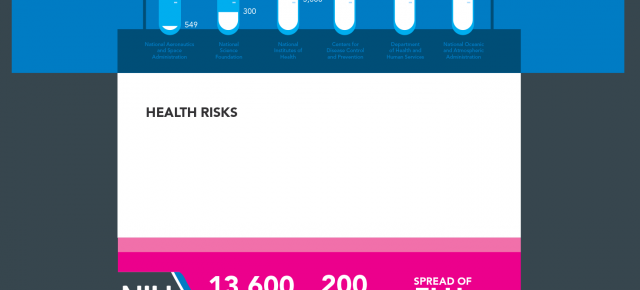 549
300
National Aeronautics
and Space
Administration
National
Science
Foundation
National
Institutes of
Health
Centers for
Disease Control
and Prevention
Department
of Health and
Human Services
National Oceanic
and Atmospheric
Administration
HEALTH RISKS
13,600
200
SPREAD OF